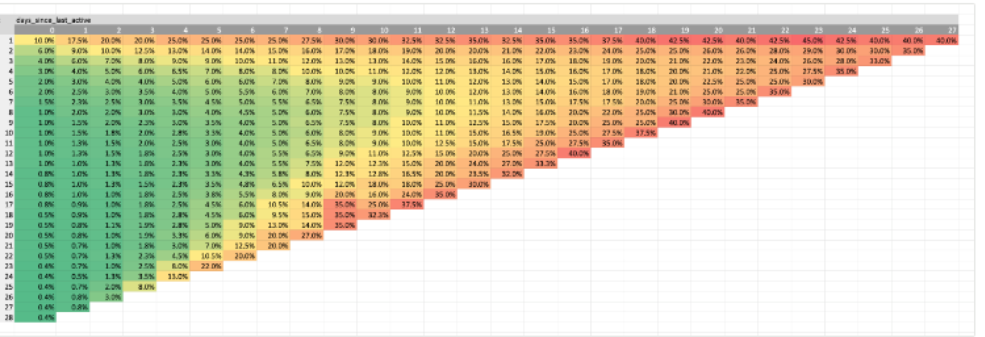 days_since_last_active
0 1 2 3 4 5 6 7 8 9 10 11 12 13 14 15 16 17 18 19 20 21 22 23 24 25 26 27
1 10.0% 17.5% 20.0% 20.0% 25.0% 25.0% 25.0% 25.0% 27.5% 30.0% 30.0% 32.5% 32.5% 35.0% 32.5% 35.0% 35.0% 37.5% 40.0% 42.5% 42.5% 40.0% 42.5% 45.0% 42.5% 40.0% 40.0% 40.0%
2 6.0% 9.0% 10.0% 12.5% 13.0% 14.0% 14.0% 15.0% 16.0% 17.0% 18.0% 19.0% 20.0% 20.0% 21.0% 22.0% 23.0% 24.0% 24.0% 25.0% 26.0% 26.0% 28.0% 29.0% 30.0% 30.0% 35.0%
3 4.0% 6.0% 7.0% 8.0% 9.0% 9.0% 10.0% 11.0% 12.0% 13.0% 13.0% 14.0% 15.0% 16.0% 16.0% 17.0% 18.0% 19.0% 20.0% 21.0% 22.0% 23.0% 24.0% 26.0% 28.0% 33.0%
4 3.0% 4.0% 5.0% 6.0% 6.5% 7.0% 8.0% 8.0% 10.0% 10.0% 11.0% 12.0% 12.0% 13.0% 14.0% 15.0% 16.0% 17.0% 18.0% 20.0% 21.0% 22.0% 25.0% 27.5% 35.0%
5 2.0% 3.0% 4.0% 4.0% 5.0% 6.0% 6.0% 7.0% 8.0% 9.0% 9.0% 10.0% 11.0% 12.0% 13.0% 14.0% 15.0% 16.0% 18.0% 20.0% 22.5% 25.0% 25.0% 30.0%
6 2.0% 2.5% 3.0% 3.5% 4.0% 5.0% 5.5% 6.0% 7.0% 8.0% 8.0% 9.0% 10.0% 12.0% 13.0% 14.0% 16.0% 18.0% 19.0% 21.0% 25.0% 25.0% 35.0%
7 1.5% 2.3% 2.5% 3.0% 3.5% 4.5% 5.0% 5.5% 6.5% 7.5% 8.0% 9.0% 10.0% 11.0% 13.0% 15.0% 17.5% 17.5% 20.0% 25.0% 30.0% 35.0%
8 1.0% 2.0% 2.0% 3.0% 3.0% 4.0% 4.5% 5.0% 6.0% 7.5% 8.0% 9.0% 10.0% 11.5% 14.0% 16.0% 20.0% 22.0% 25.0% 30.0% 40.0%
9 1.0% 1.5% 2.0% 2.3% 3.0% 3.5% 4.0% 5.0% 6.5% 7.5% 8.0% 9.0% 10.0% 12.5% 15.0% 17.5% 20.0% 25.0% 25.0% 40.0%
10 1.0% 1.5% 1.8% 2.0% 2.8% 3.3% 4.0% 5.0% 6.0% 8.0% 9.0% 10.0% 13.0% 15.0% 16.5% 19.0% 25.0% 27.5% 37.5%
11 1.0% 1.3% 1.5% 2.0% 2.5% 3.0% 4.0% 5.0% 6.5% 8.0% 9.0% 10.0% 12.5% 15.0% 17.5% 25.0% 27.5% 35.0%
12 1.0% 1.3% 1.5% 1.8% 2.5% 3.0% 4.0% 5.5% 6.5% 9.0% 11.0% 12.5% 15.0% 20.0% 25.0% 27.5% 40.0%
13 1.0% 1.0% 1.3% 1.8% 2.3% 3.0% 4.0% 5.5% 7.5% 12.0% 12.3% 15.0% 20.0% 24.0% 27.0% 33.3%
14 0.8% 1.0% 1.3% 1.8% 2.3% 3.3% 4.3% 5.8% 8.0% 12.3% 12.8% 16.5% 20.0% 23.5% 32.0%
15 0.8% 1.0% 1.3% 1.5% 2.3% 3.5% 4.8% 6.5% 10.0% 12.0% 18.0% 18.0% 25.0% 30.0%
16 0.8% 1.0% 1.0% 1.8% 2.5% 3.8% 5.5% 8.0% 9.0% 20.0% 16.0% 24.0% 35.0%
17 0.8% 0.9% 1.0% 1.8% 2.5% 4.5% 6.0% 10.5% 14.0% 35.0% 25.0% 37.5%
18 0.5% 0.9% 1.0% 1.8% 2.8% 4.5% 6.0% 9.5% 15.0% 35.0% 32.3%
19 0.5% 0.8% 1.1% 1.9% 2.8% 5.0% 9.0% 13.0% 14.0% 35.0%
20 0.5% 0.8% 1.0% 1.9% 3.3% 6.0% 9.0% 20.0% 27.0%
21 0.5% 0.7% 1.0% 1.8% 3.0% 7.0% 12.5% 20.0%
22 0.5% 0.7% 1.3% 2.3% 4.5% 10.5% 20.0%
23 0.4% 0.7% 1.0% 2.5% 8.0% 22.0%
24 0.4% 0.5% 1.3% 3.5% 13.0%
25 0.4% 0.7% 2.0% 8.0%
26 0.4% 0.8% 3.0%
27 0.4% 0.8%
28 0.4%